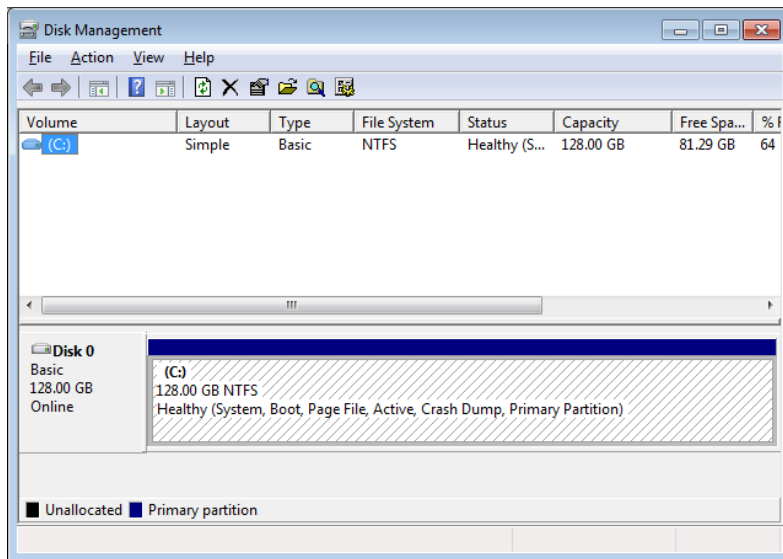 Disk Management
File Action View Help
Volume Layout Type File System Status Capacity Free Spa... %
(C:) Simple Basic NTFS Healthy (S... 128.00 GB 81.29 GB 64
Disk 0
Basic
128.00 GB
Online
(C:)
128.00 GB NTFS
Healthy (System, Boot, Page File, Active, Crash Dump, Primary Partition)
Unallocated Primary partition